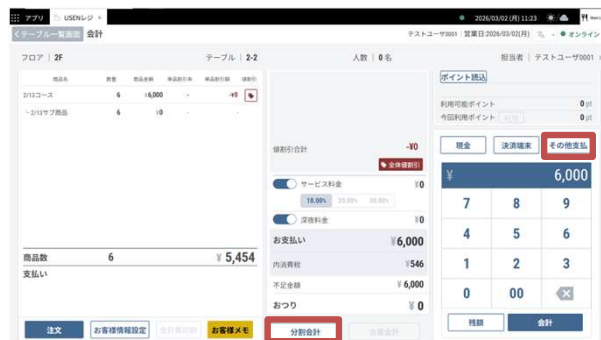 アプリ USENレジ 2026/03/02 (月) 11:23
くテーブル一覧画面 会計 テストユーザ0001 営業日:2026/03/02(月) オンライン
フロア | 2F テーブル | 2-2 人数 | 0 名 担当者 | テストユーザ0001
商品名 数量 商品金額 単品割引率 単品割引額 値割引
2/13コース 6 ¥6,000 - -¥0
~2/13サブ商品 6 ¥0 -
商品数 6 ¥ 5,454
支払い
注文 お客様情報設定 お客様メモ
値割引合計 -¥0
全体値割引
サービス料金 ¥0
10.00% 20.00% 30.00%
深夜料金 ¥0
お支払い ¥6,000
内消費税 ¥546
不足金額 ¥ 6,000
おつり ¥ 0
分割会計 合算会計
ポイント読込
利用可能ポイント 0 pt
今回利用ポイント 利用 0 pt
現金 決済端末 その他支払
¥ 6,000
7 8 9
4 5 6
1 2 3
0 00
残額 会計